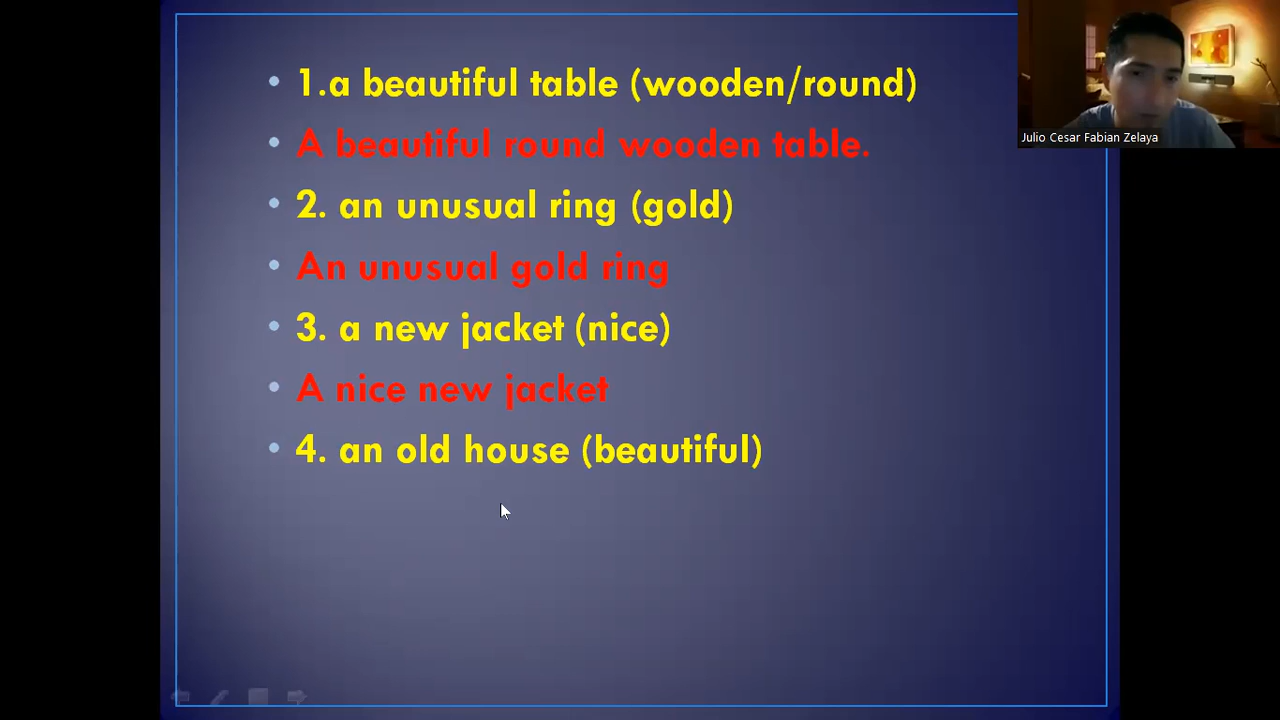 1.a beautiful table (wooden/round)
A beautiful round wooden table.
2. an unusual ring (gold)
An unusual gold ring
3. a new jacket (nice)
A nice new jacket
4. an old house (beautiful)
Julio Cesar Fabian Zelaya